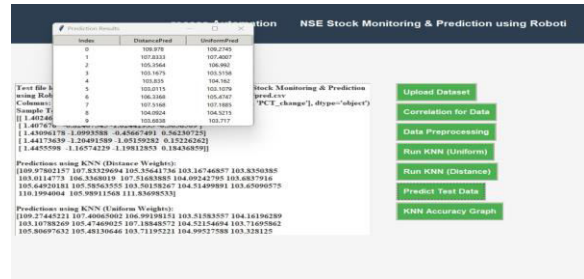 Prediction Results
Automation NSE Stock Monitoring & Prediction using Roboti
Index DistancePred UniformPred
0 109.978 109.2745
1 107.8333 107.4007
2 105.3564 106.992
3 103.1675 103.5158
4 103.835 104.162
5 103.0115 103.1079
6 106.3368 105.4747
7 107.5168 107.1885
8 104.0924 104.5215
9 103.6838 103.717
Test file l stock Monitoring & Prediction
using Rob pred.csv
Columns: 'PCT_change'], dtype='object')
Sample T
[[ 1.40246
[ 1.43096178 -1.0993588 -0.45667491 0.56230725]
[ 1.44173639 -1.20491589 -1.05159282 0.15226262]
[ 1.4455598 -1.16574229 -1.19812853 0.18436859]]
Predictions using KNN (Distance Weights):
[109.97802157 107.83329694 105.35641736 103.16746857 103.8350385
103.0114773 106.3368019 107.51683885 104.09242795 103.6837916
105.64920181 105.58563555 103.50158267 104.51499891 103.65090575
110.1994004 105.98911568 111.83698533]
Predictions using KNN (Uniform Weights):
[109.27445221 107.40065002 106.99198151 103.51583557 104.16196289
103.10788269 105.47469025 107.18848572 104.52154694 103.71695862
105.80697632 105.48130646 103.71195221 104.99527588 103.328125
Upload Dataset
Correlation for Data
Data Preprocessing
Run KNN (Uniform)
Run KNN (Distance)
Predict Test Data
KNN Accuracy Graph